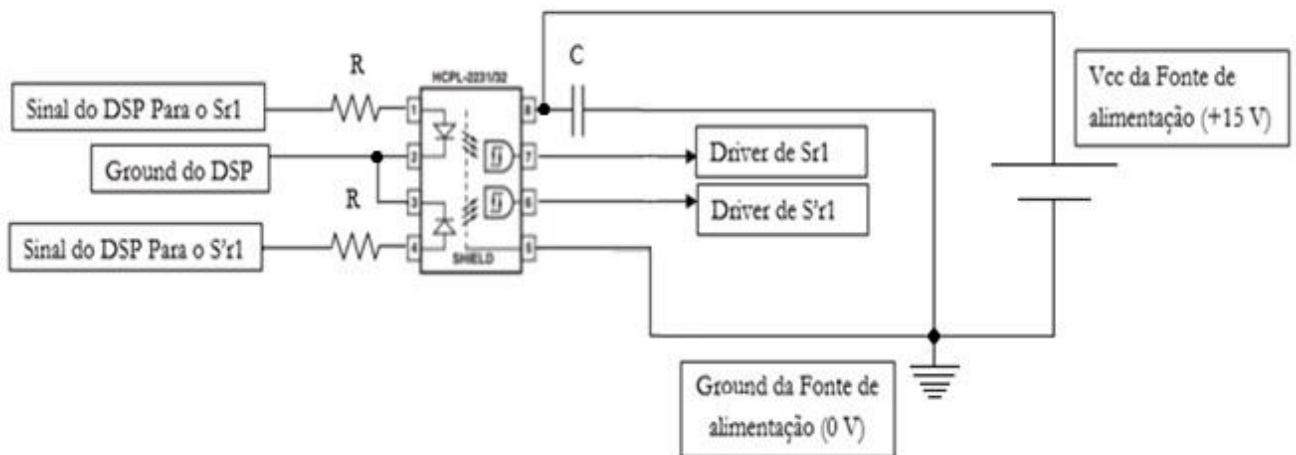 C
R
HCPL-2231/32
Vcc da Fonte de
alimentação (+15 V)
Sinal do DSP Para o Sr1
1
8
Ground do DSP
2
7
Driver de Sr1
R
3
6
Driver de S'r1
Sinal do DSP Para o S'r1
4
5
SHIELD
Ground da Fonte de
alimentação (0 V)